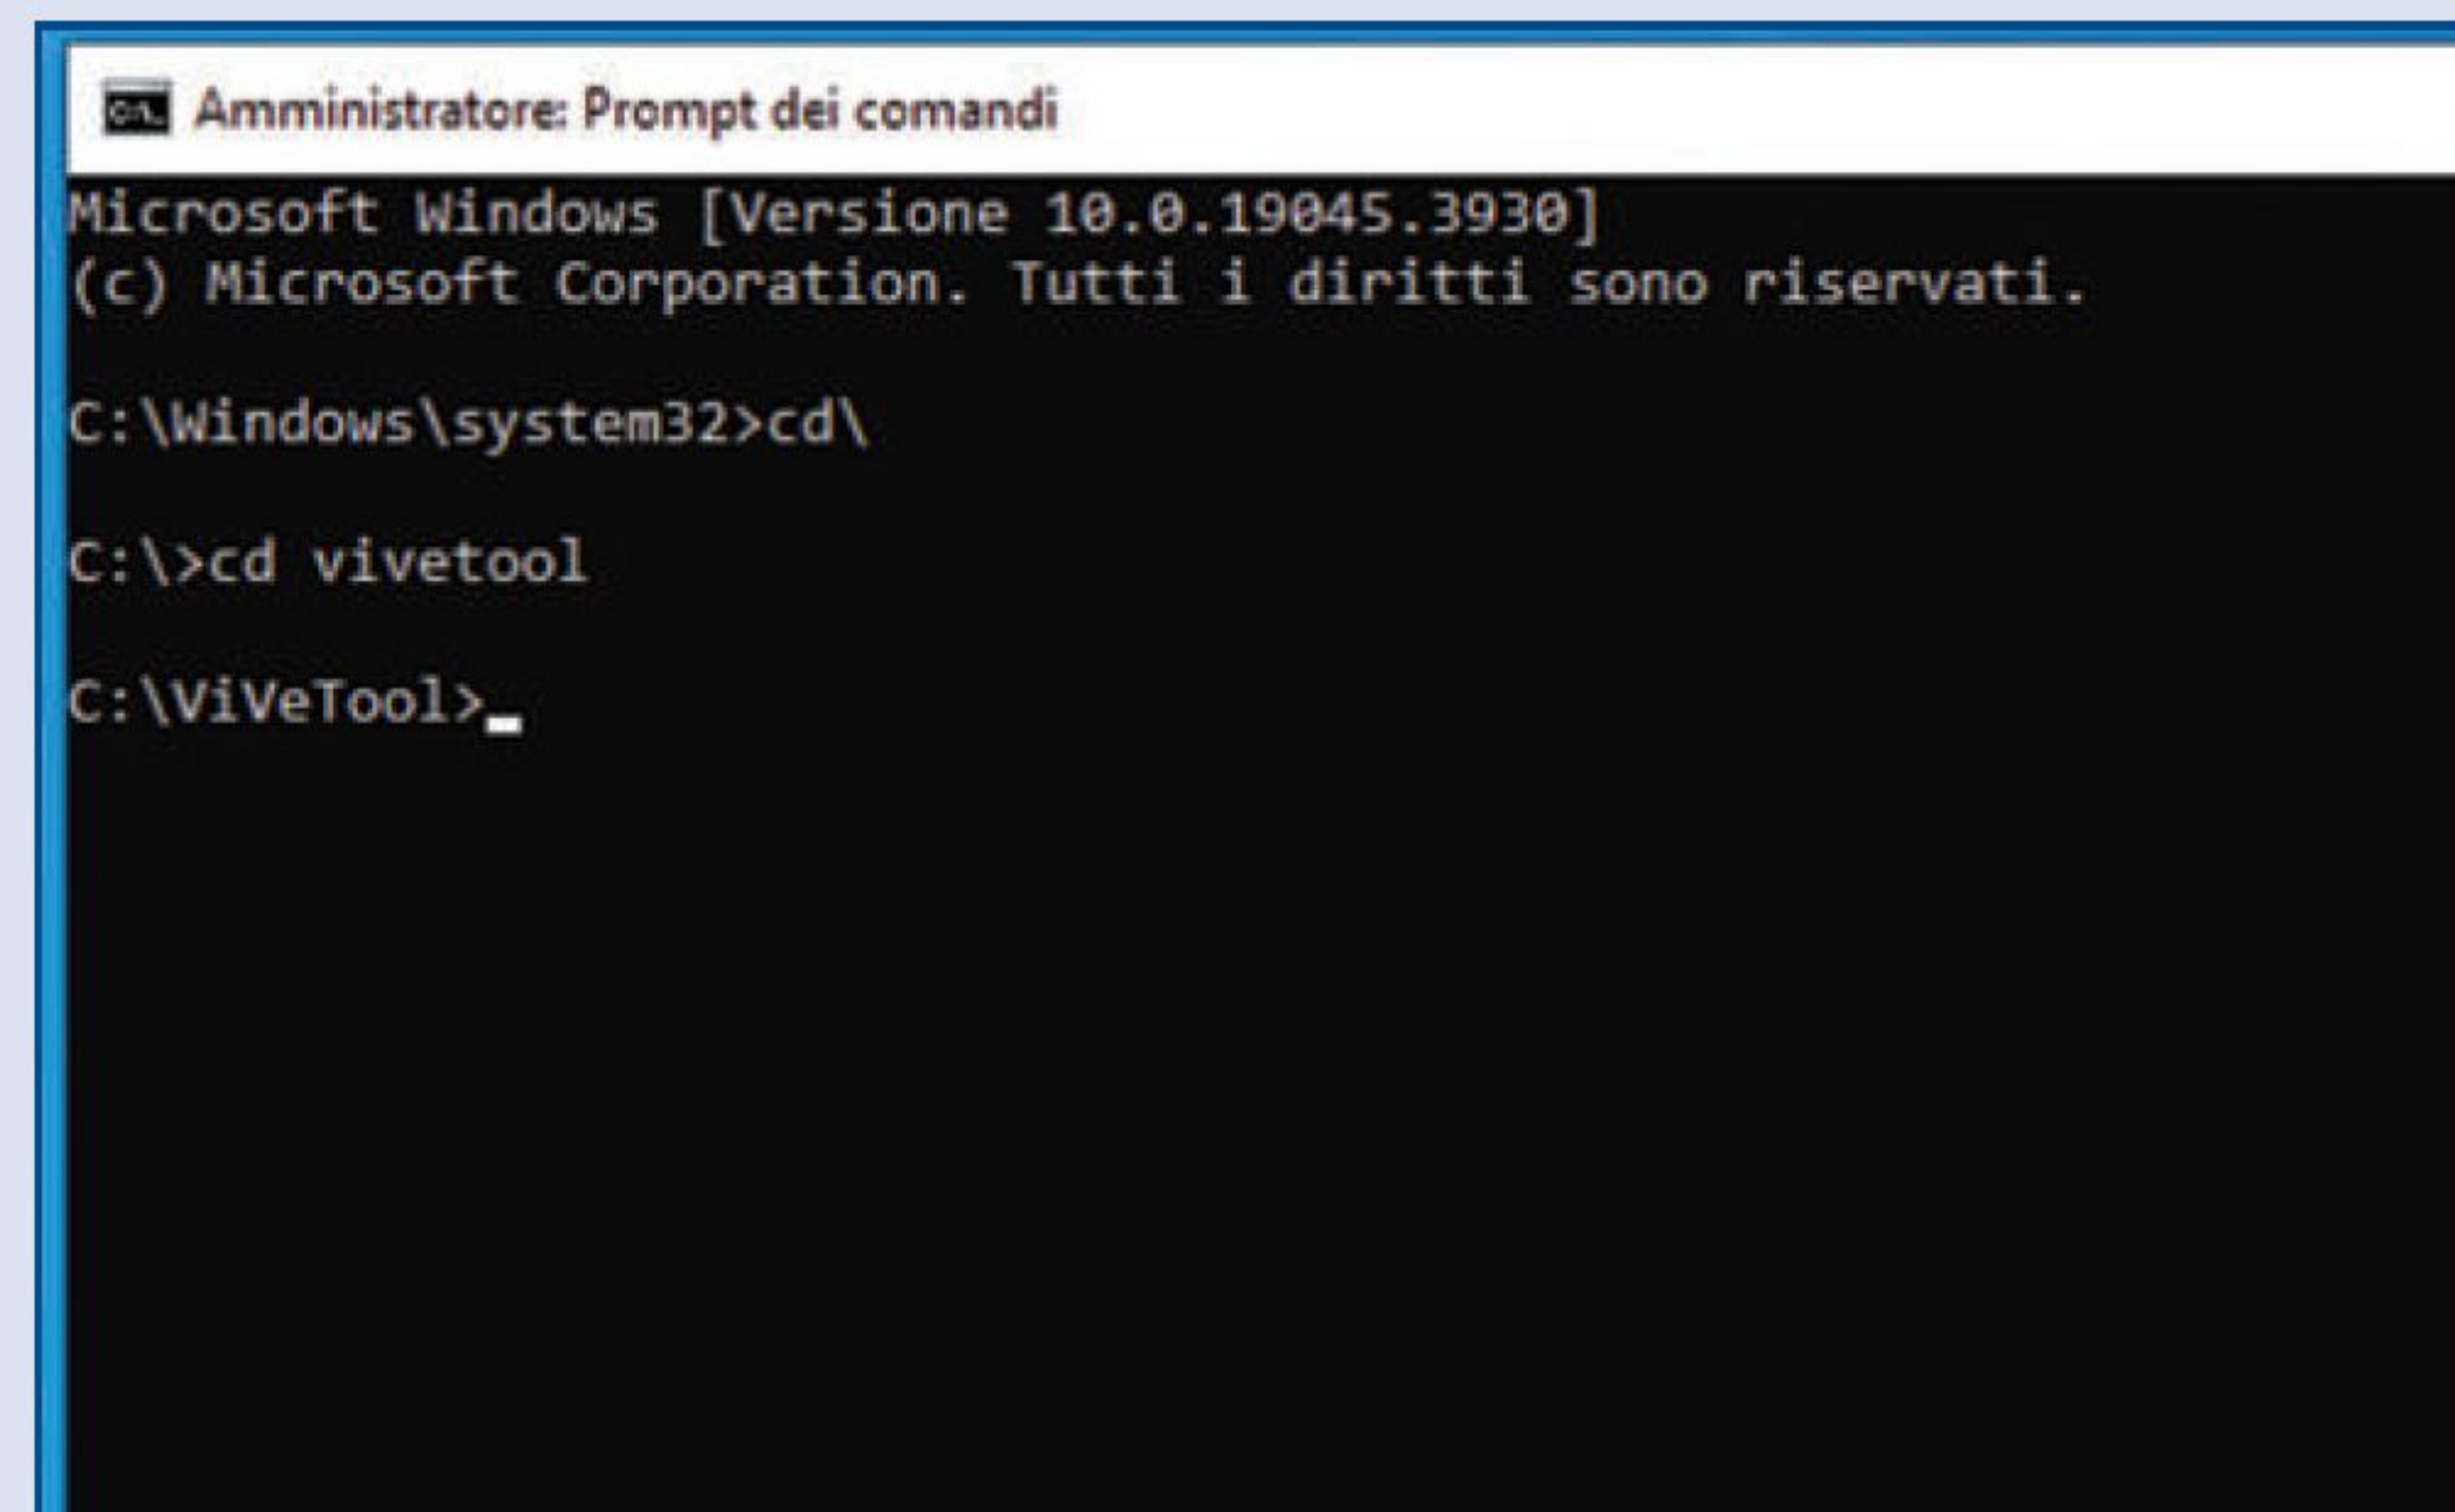 Amministratore: Prompt dei comandi
Microsoft Windows [Versione 10.0.19045.3930]
(c) Microsoft Corporation. Tutti i diritti sono riservati.
C:\Windows\system32>cd\
C:\>cd vivetool
C:\ViVeTool>